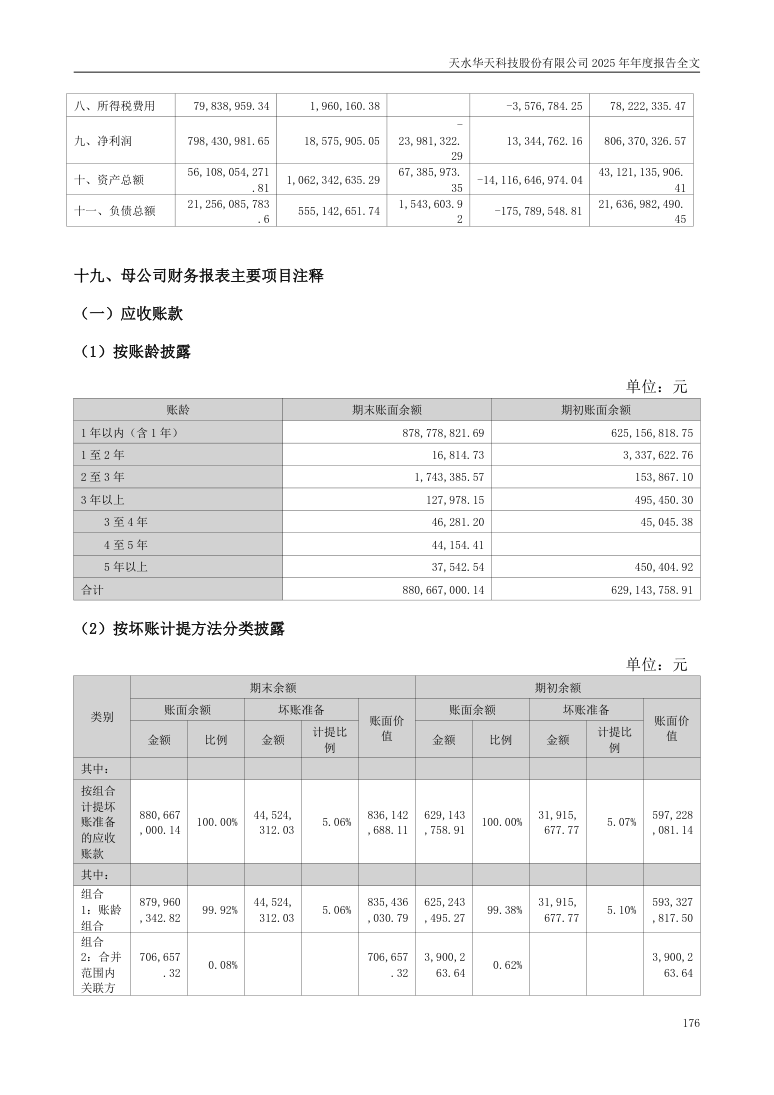 天水华天科技股份有限公司 2025 年年度报告全文
八、所得税费用 79,838,959.34 1,960,160.38 -3,576,784.25 78,222,335.47
九、净利润 798,430,981.65 18,575,905.05 -23,981,322.29 13,344,762.16 806,370,326.57
十、资产总额 56,108,054,271.81 1,062,342,635.29 67,385,973.35 -14,116,646,974.04 43,121,135,906.41
十一、负债总额 21,256,085,783.6 555,142,651.74 1,543,603.92 -175,789,548.81 21,636,982,490.45
十九、母公司财务报表主要项目注释
（一）应收账款
（1）按账龄披露
单位：元
账龄 期末账面余额 期初账面余额
1 年以内（含 1 年） 878,778,821.69 625,156,818.75
1 至 2 年 16,814.73 3,337,622.76
2 至 3 年 1,743,385.57 153,867.10
3 年以上 127,978.15 495,450.30
3 至 4 年 46,281.20 45,045.38
4 至 5 年 44,154.41
5 年以上 37,542.54 450,404.92
合计 880,667,000.14 629,143,758.91
（2）按坏账计提方法分类披露
单位：元
类别 期末余额 期初余额
账面余额 坏账准备 账面价值 账面余额 坏账准备 账面价值
金额 比例 金额 计提比例 金额 比例 金额 计提比例
其中：
按组合计提坏账准备的应收账款 880,667,000.14 100.00% 44,524,312.03 5.06% 836,142,688.11 629,143,758.91 100.00% 31,915,677.77 5.07% 597,228,081.14
其中：
组合1：账龄组合 879,960,342.82 99.92% 44,524,312.03 5.06% 835,436,030.79 625,243,495.27 99.38% 31,915,677.77 5.10% 593,327,817.50
组合2：合并范围内关联方 706,657.32 0.08% 706,657.32 3,900,263.64 0.62% 3,900,263.64
176